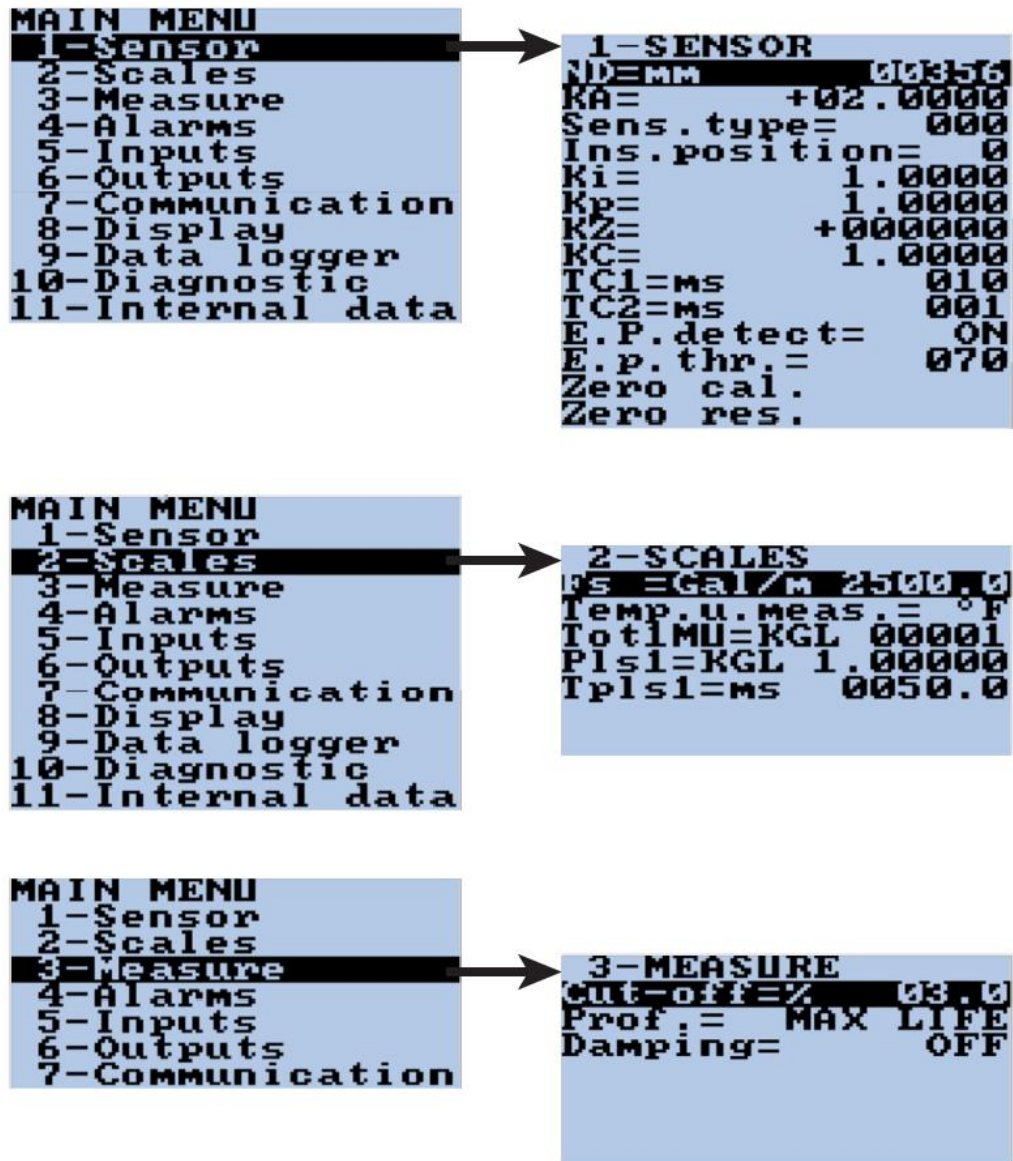 MAIN MENU
1-Sensor
2-Scales
3-Measure
4-Alarms
5-Inputs
6-Outputs
7-Communication
8-Display
9-Data logger
10-Diagnostic
11-Internal data
1-SENSOR
ND=mm 00356
KA= +02.0000
Sens.type= 000
Ins.position= 0
Ki= 1.0000
Kp= 1.0000
KZ= +000000
KC= 1.0000
TC1=ms 010
TC2=ms 001
E.P.detect= ON
E.p.thr.= 070
Zero cal.
Zero res.
MAIN MENU
1-Sensor
2-Scales
3-Measure
4-Alarms
5-Inputs
6-Outputs
7-Communication
8-Display
9-Data logger
10-Diagnostic
11-Internal data
2-SCALES
=Gal/m 2500.0
Temp.u.meas.= °F
Tot1MU=KGL 00001
Pls1=KGL 1.00000
Tpls1=ms 0050.0
MAIN MENU
1-Sensor
2-Scales
3-Measure
4-Alarms
5-Inputs
6-Outputs
7-Communication
3-MEASURE
Cut-off=% 03.0
Prof.= MAX LIFE
Damping= OFF